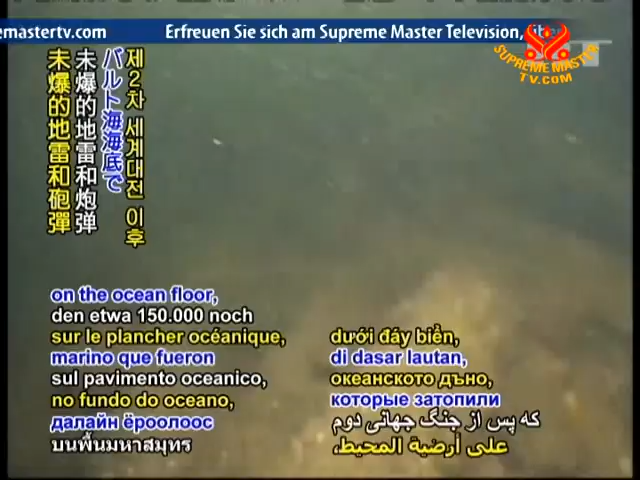 emastertv.com
Erfreuen Sie sich am Supreme Master Television,
SUPREME MASTER
TV.COM
제2차 세계대전 이후
バルト海海底で
未爆的地雷和炮弹
未爆的地雷和砲彈
on the ocean floor,
den etwa 150.000 noch
sur le plancher océanique,
marino que fueron
sul pavimento oceanico,
no fundo do oceano,
далайн ёроолоос
บนพื้นมหาสมุทร
dưới đáy biển,
di dasar lautan,
океанското дъно,
которые затопили
که پس از جنگ جهانی دوم
على أرضية المحيط،